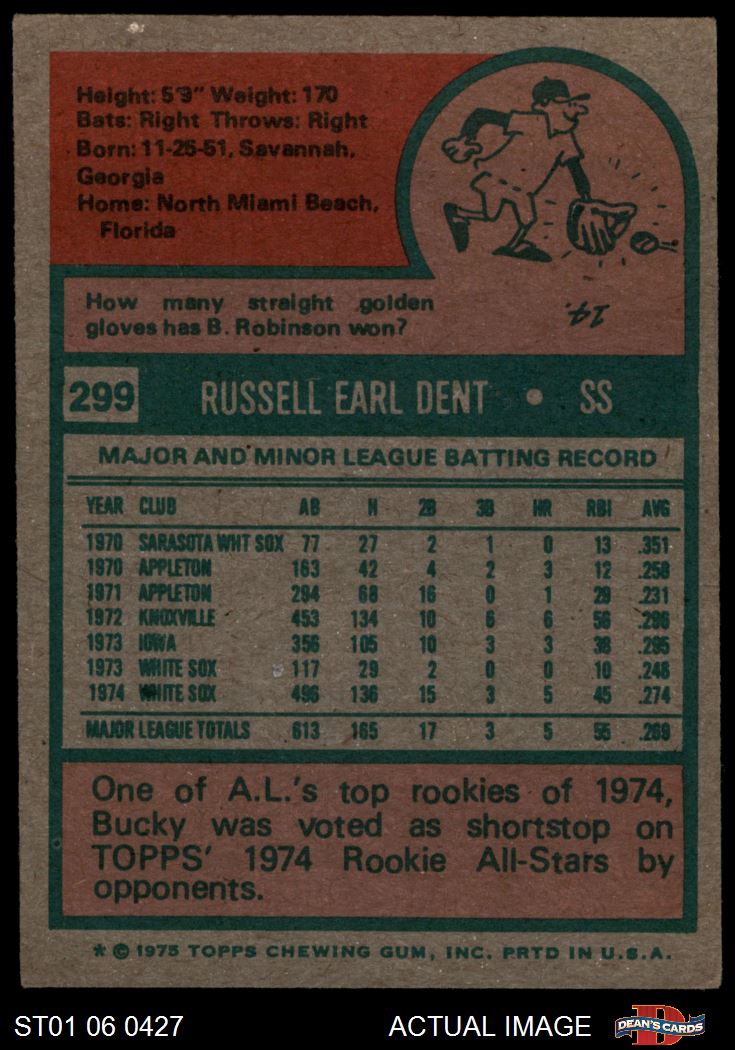 Height: 5'9" Weight: 170
Bats: Right Throws: Right
Born: 11-25-51, Savannah,
Georgia
Home: North Miami Beach,
Florida
How many straight golden
gloves has B. Robinson won?
14.
299 RUSSELL EARL DENT • SS
MAJOR AND MINOR LEAGUE BATTING RECORD
YEAR CLUB AB H 2B 3B HR RBI AVG
1970 SARASOTA WHT SOX 77 27 2 1 0 13 .351
1970 APPLETON 163 42 4 2 3 12 .258
1971 APPLETON 294 68 16 0 1 29 .231
1972 KNOXVILLE 453 134 10 6 6 56 .296
1973 IOWA 356 105 10 3 3 38 .295
1973 WHITE SOX 117 29 2 0 0 10 .248
1974 WHITE SOX 496 136 15 3 5 45 .274
MAJOR LEAGUE TOTALS 613 165 17 3 5 55 .269
One of A.L.'s top rookies of 1974,
Bucky was voted as shortstop on
TOPPS' 1974 Rookie All-Stars by
opponents.
* © 1975 TOPPS CHEWING GUM, INC. PRTD IN U.S.A.
ST01 06 0427 ACTUAL IMAGE D DEAN'S CARDS